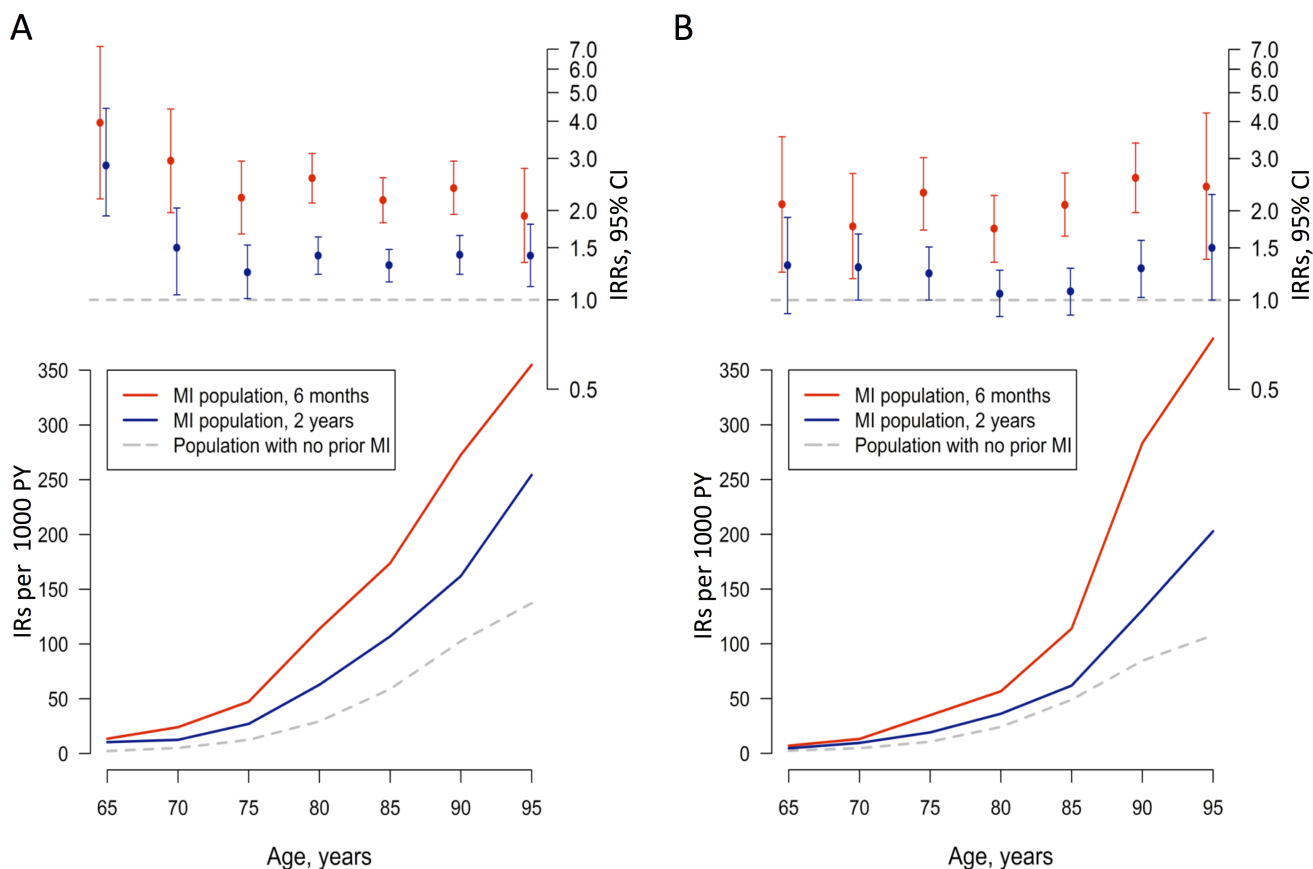 A
7.0
6.0
5.0
4.0
3.0
2.0
1.5
1.0
0.5
IRRs, 95% CI
350
300
250
200
150
100
50
0
IRs per 1000 PY
MI population, 6 months
MI population, 2 years
Population with no prior MI
65 70 75 80 85 90 95
Age, years
B
7.0
6.0
5.0
4.0
3.0
2.0
1.5
1.0
0.5
IRRs, 95% CI
350
300
250
200
150
100
50
0
IRs per 1000 PY
MI population, 6 months
MI population, 2 years
Population with no prior MI
65 70 75 80 85 90 95
Age, years